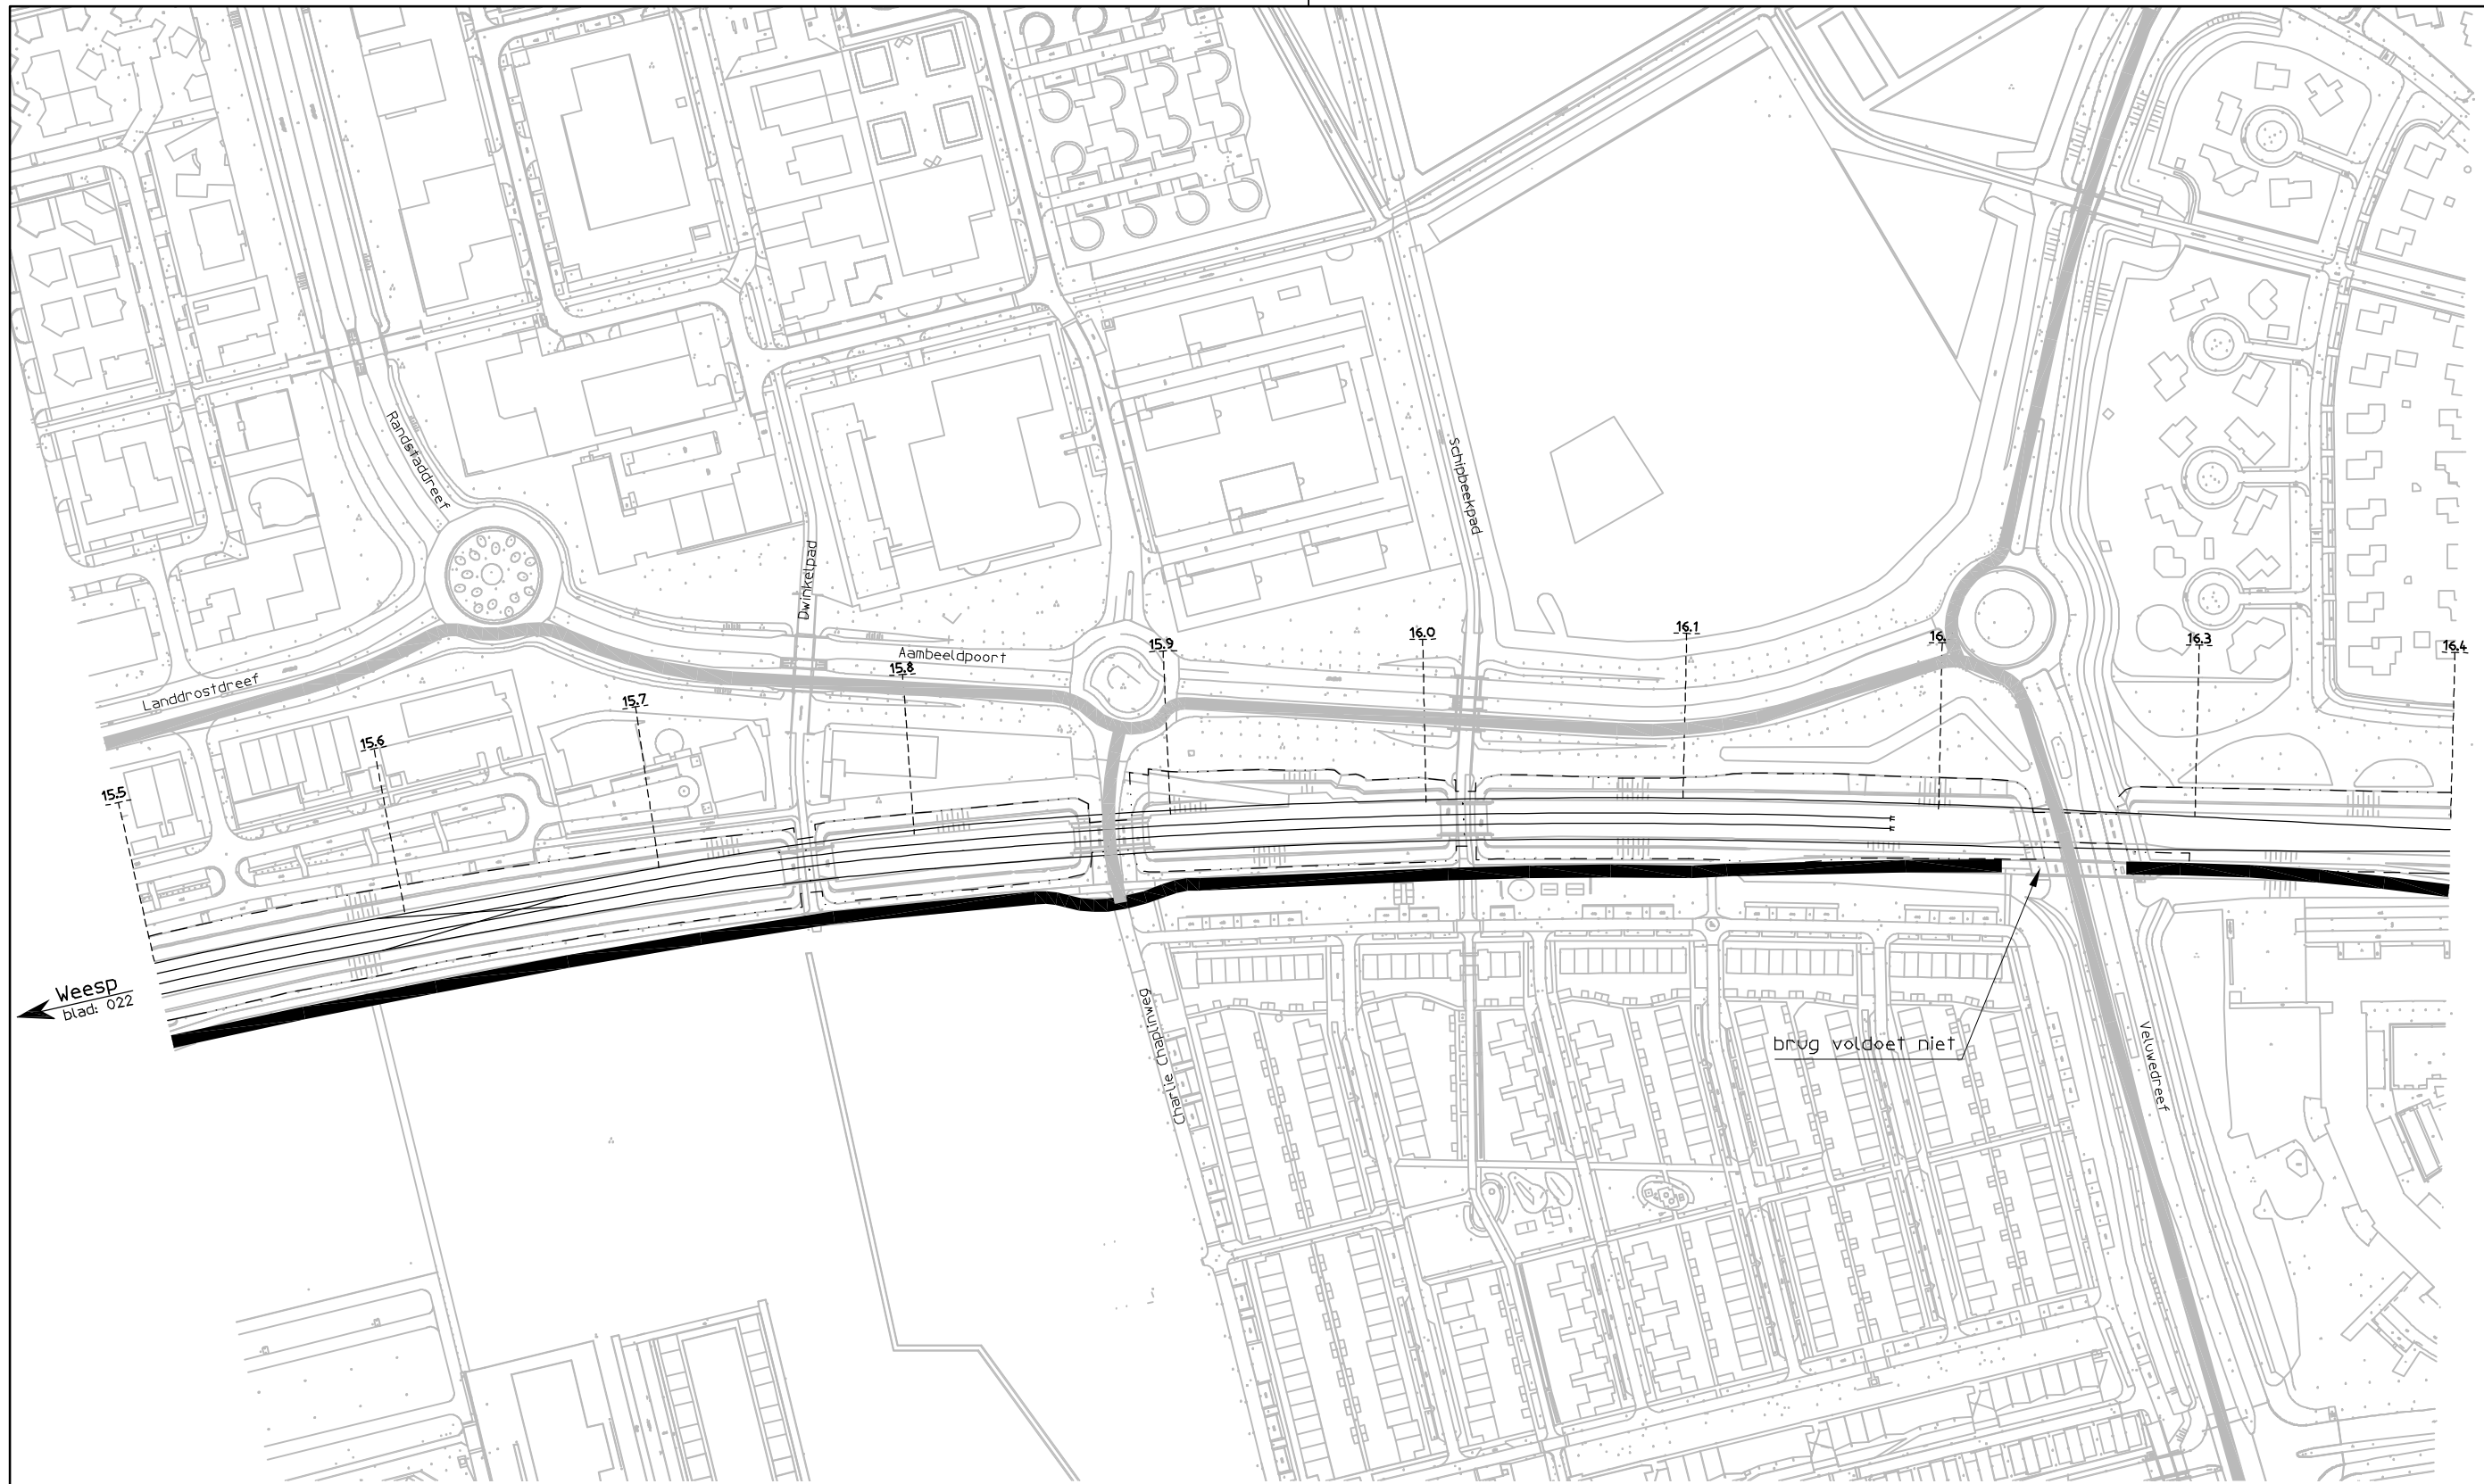 Randstaddreef
Schipbeekpad
Dwinkelpad
Aambeeldpoort
Landdrostdreef
15.5
15.6
15.7
15.8
15.9
16.0
16.1
16.
16.3
16.4
Weesp
blad: 022
Charlie Chaplinweg
brug voldoet niet
Veluwedreef